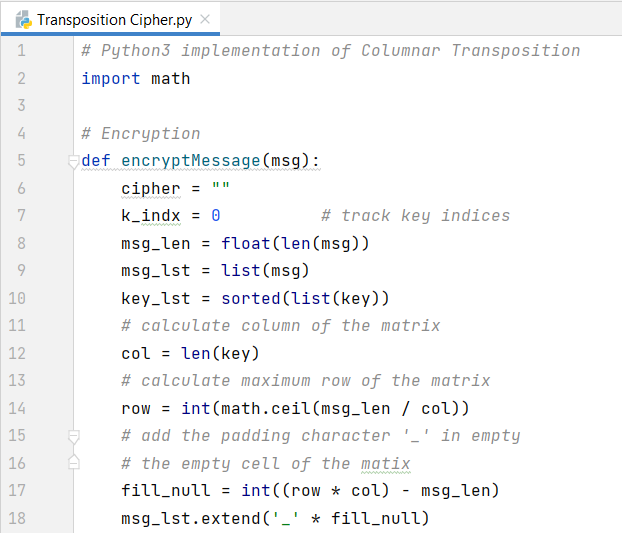 Transposition Cipher.py
1 # Python3 implementation of Columnar Transposition
2 import math
3
4 # Encryption
5 def encryptMessage(msg):
6     cipher = ""
7     k_indx = 0          # track key indices
8     msg_len = float(len(msg))
9     msg_lst = list(msg)
10     key_lst = sorted(list(key))
11     # calculate column of the matrix
12     col = len(key)
13     # calculate maximum row of the matrix
14     row = int(math.ceil(msg_len / col))
15     # add the padding character '_' in empty
16     # the empty cell of the matix
17     fill_null = int((row * col) - msg_len)
18     msg_lst.extend('_' * fill_null)